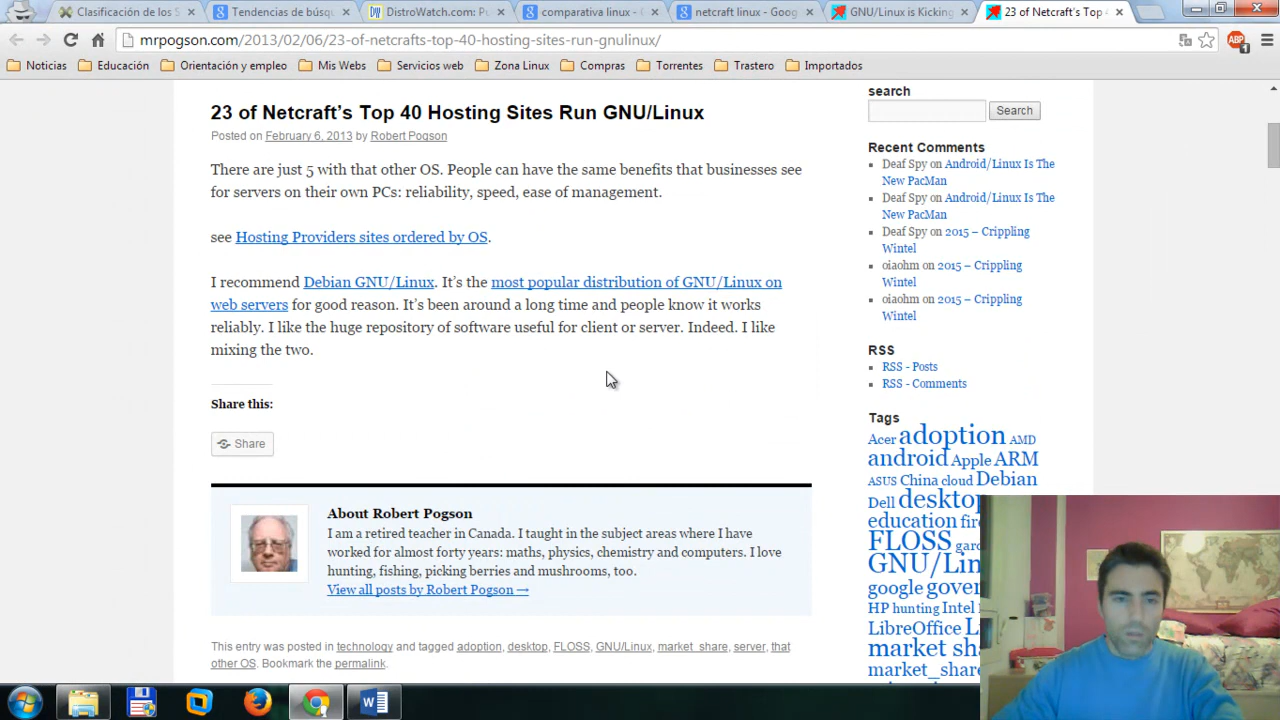 Clasificación de los S
Tendencias de búsqu
DistroWatch.com: Pu
comparativa linux - G
netcraft linux - Goog
GNU/Linux is Kicking
23 of Netcraft's Top 4
mrpogson.com/2013/02/06/23-of-netcrafts-top-40-hosting-sites-run-gnulinux/
ABP
1
Noticias
Educación
Orientación y empleo
Mis Webs
Servicios web
Zona Linux
Compras
Torrentes
Trastero
Importados
23 of Netcraft's Top 40 Hosting Sites Run GNU/Linux
Posted on February 6, 2013 by Robert Pogson
There are just 5 with that other OS. People can have the same benefits that businesses see
for servers on their own PCs: reliability, speed, ease of management.
see Hosting Providers sites ordered by OS.
I recommend Debian GNU/Linux. It's the most popular distribution of GNU/Linux on
web servers for good reason. It's been around a long time and people know it works
reliably. I like the huge repository of software useful for client or server. Indeed. I like
mixing the two.
Share this:
Share
About Robert Pogson
I am a retired teacher in Canada. I taught in the subject areas where I have
worked for almost forty years: maths, physics, chemistry and computers. I love
hunting, fishing, picking berries and mushrooms, too.
View all posts by Robert Pogson →
This entry was posted in technology and tagged adoption, desktop, FLOSS, GNU/Linux, market_share, server, that
other OS. Bookmark the permalink.
search
Search
Recent Comments
Deaf Spy on Android/Linux Is The
New PacMan
Deaf Spy on Android/Linux Is The
New PacMan
Deaf Spy on 2015 – Crippling
Wintel
oiaohm on 2015 – Crippling
Wintel
oiaohm on 2015 – Crippling
Wintel
RSS
RSS - Posts
RSS - Comments
Tags
Acer adoption AMD
android Apple ARM
ASUS China cloud Debian
Dell desktop
education fire
FLOSS gard
GNU/Lin
google gover
HP hunting Intel
LibreOffice L
market sh
market_share